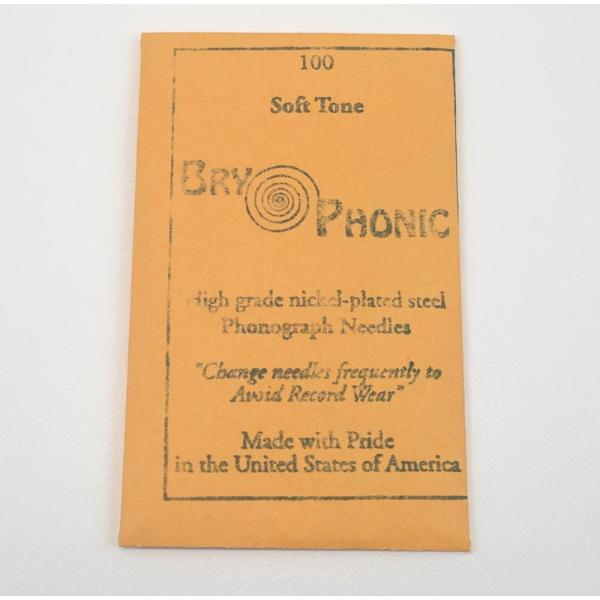 100
Soft Tone
BRY
PHONIC
High grade nickel-plated steel
Phonograph Needles
"Change needles frequently to
Avoid Record Wear"
Made with Pride
in the United States of America